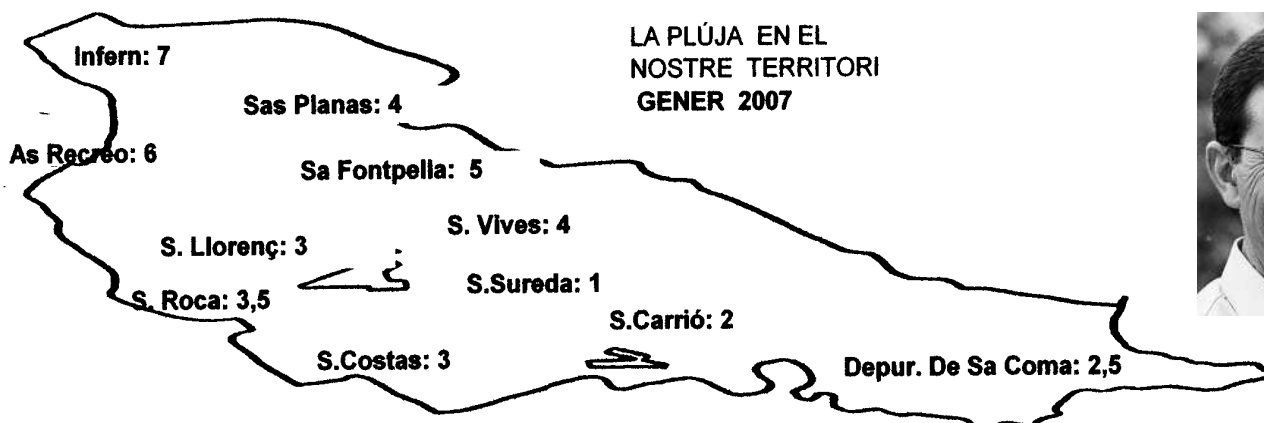 LA PLÚJA EN EL
NOSTRE TERRITORI
GENER 2007
Infern: 7
Sas Planas: 4
As Recreo: 6
Sa Fontpella: 5
S. Vives: 4
S. Llorenç: 3
S.Sureda: 1
S. Roca: 3,5
S.Carrió: 2
S.Costas: 3
Depur. De Sa Coma: 2,5